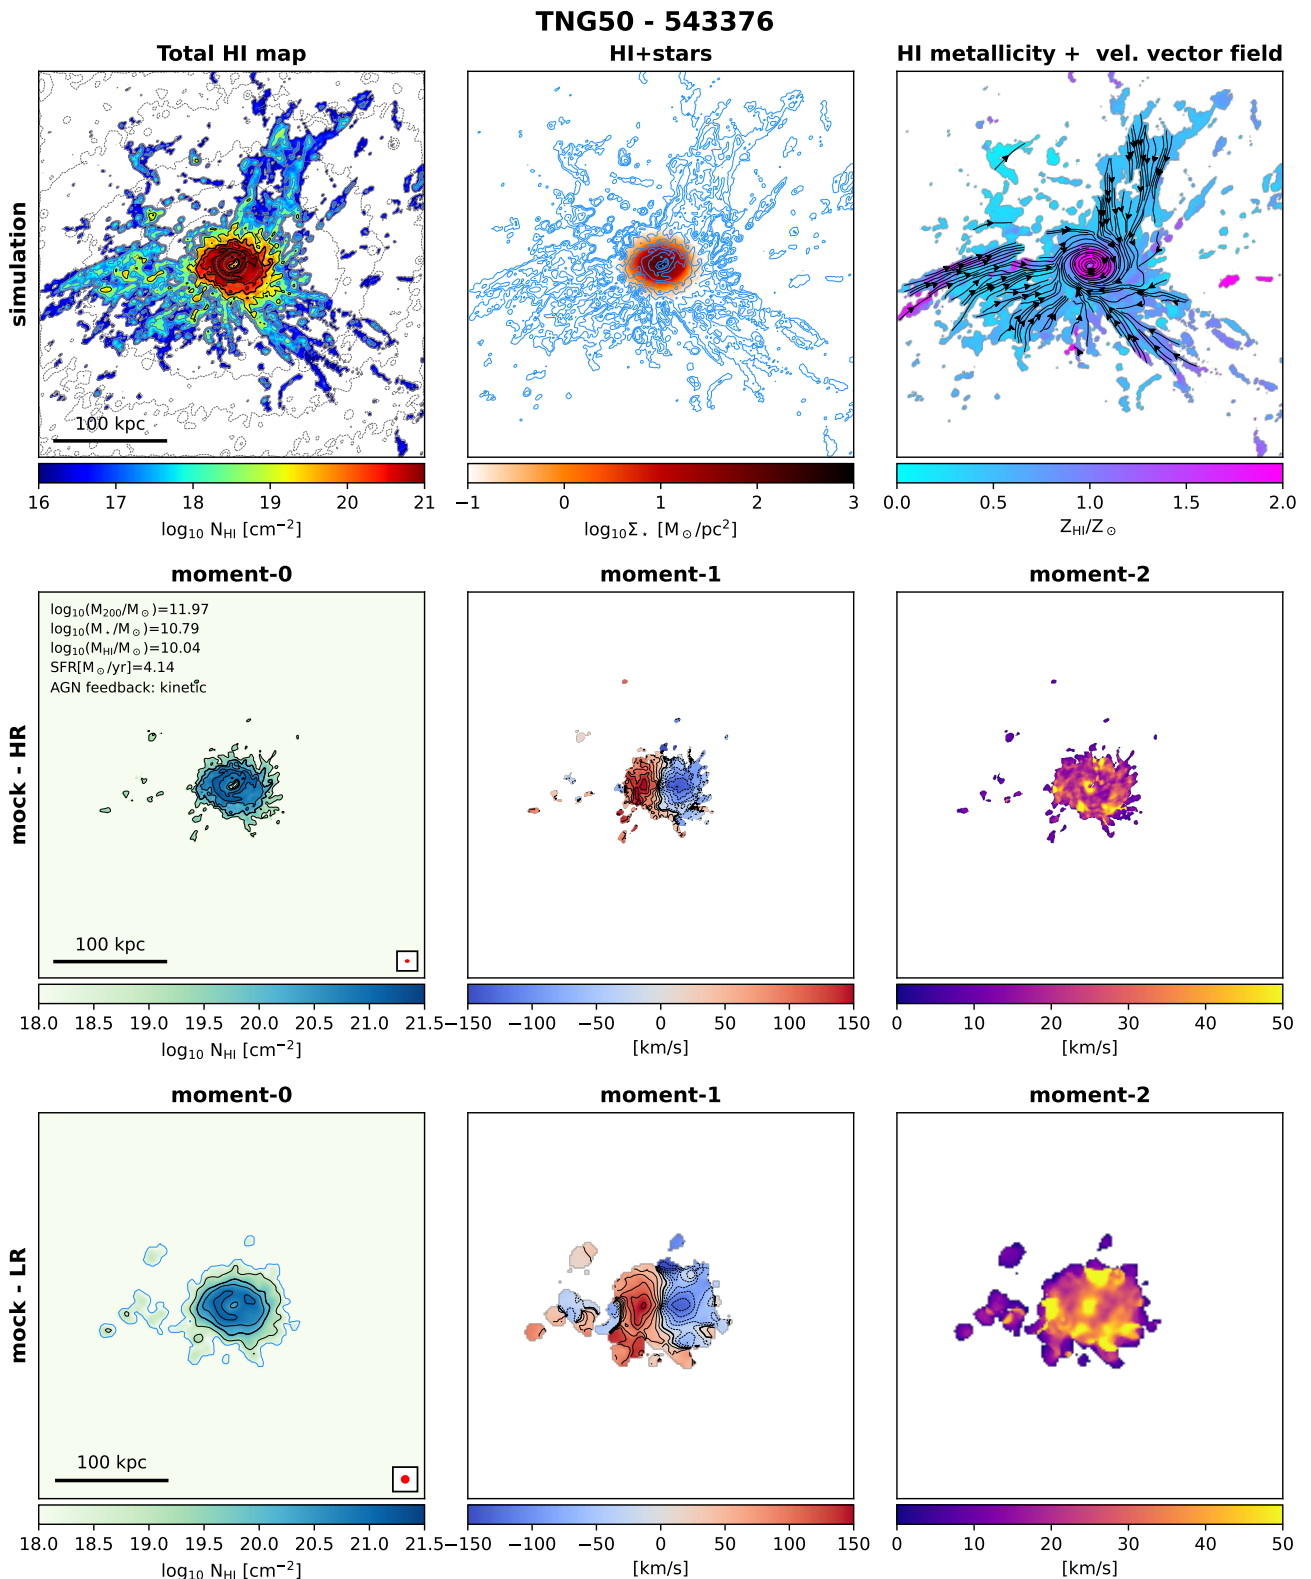 TNG50 - 543376
Total HI map
HI+stars
HI metallicity +  vel. vector field
simulation
100 kpc
16 17 18 19 20 21
log₁₀ N_HI [cm⁻²]
−1 0 1 2 3
log₁₀Σ⋆ [M⊙/pc²]
0.0 0.5 1.0 1.5 2.0
Z_HI/Z⊙
moment-0
moment-1
moment-2
mock - HR
log₁₀(M₂₀₀/M⊙)=11.97
log₁₀(M⋆/M⊙)=10.79
log₁₀(M_HI/M⊙)=10.04
SFR[M⊙/yr]=4.14
AGN feedback: kinetic
100 kpc
18.0 18.5 19.0 19.5 20.0 20.5 21.0 21.5
log₁₀ N_HI [cm⁻²]
−150 −100 −50 0 50 100 150
[km/s]
0 10 20 30 40 50
[km/s]
moment-0
moment-1
moment-2
mock - LR
100 kpc
18.0 18.5 19.0 19.5 20.0 20.5 21.0 21.5
log₁₀ N_HI [cm⁻²]
−150 −100 −50 0 50 100 150
[km/s]
0 10 20 30 40 50
[km/s]